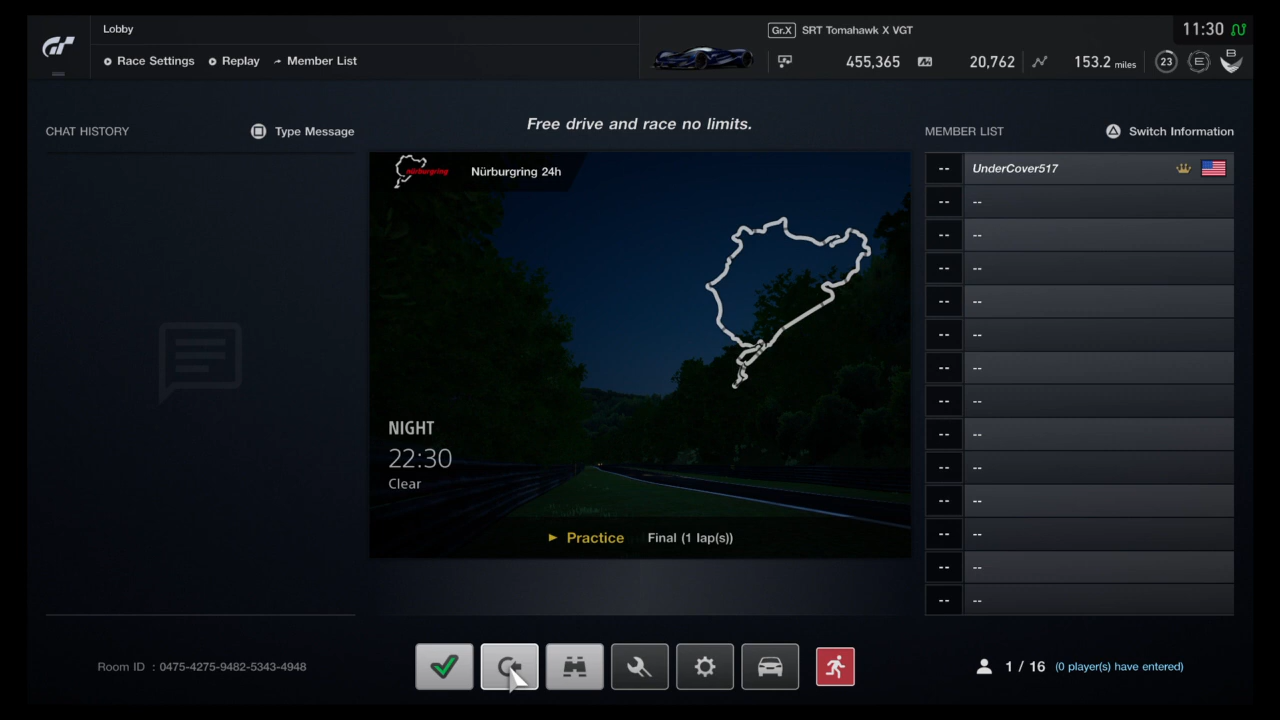 Lobby
Race Settings
Replay
Member List
Gr.X
SRT Tomahawk X VGT
11:30
455,365
20,762
153.2 miles
23
E
B
CHAT HISTORY
Type Message
Free drive and race no limits.
MEMBER LIST
Switch Information
Nürburgring
Nürburgring 24h
-- UnderCover517
-- --
-- --
-- --
-- --
-- --
-- --
-- --
-- --
-- --
-- --
-- --
-- --
-- --
NIGHT
22:30
Clear
Practice
Final (1 lap(s))
Room ID : 0475-4275-9482-5343-4948
1 / 16
(0 player(s) have entered)